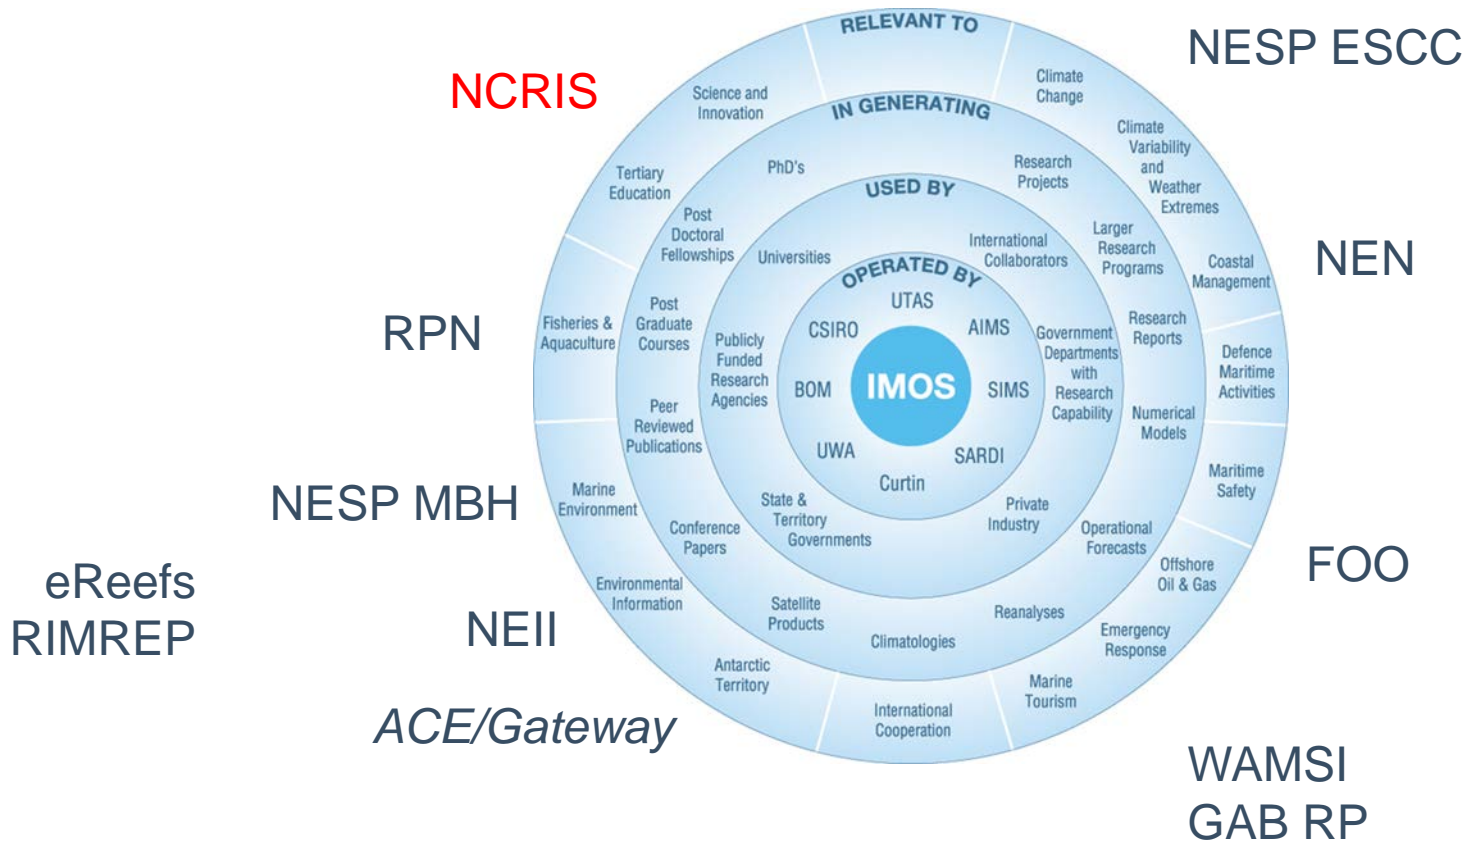 RELEVANT TO
Science and
Innovation
Tertiary
Education
Fisheries &
Aquaculture
Marine
Environment
Environmental
Information
Antarctic
Territory
International
Cooperation
Marine
Tourism
Emergency
Response
Offshore
Oil & Gas
Maritime
Safety
Defence
Maritime
Activities
Coastal
Management
Climate
Variability
and
Weather
Extremes
Climate
Change
IN GENERATING
PhD's
Post
Doctoral
Fellowships
Post
Graduate
Courses
Peer
Reviewed
Publications
Conference
Papers
Satellite
Products
Climatologies
Reanalyses
Operational
Forecasts
Numerical
Models
Research
Reports
Larger
Research
Programs
Research
Projects
USED BY
Universities
Publicly
Funded
Research
Agencies
State &
Territory
Governments
Private
Industry
Government
Departments
with
Research
Capability
International
Collaborators
OPERATED BY
UTAS
AIMS
SIMS
SARDI
Curtin
UWA
BOM
CSIRO
IMOS
NCRIS
RPN
NESP MBH
eReefs
RIMREP
NEII
ACE/Gateway
NESP ESCC
NEN
FOO
WAMSI
GAB RP